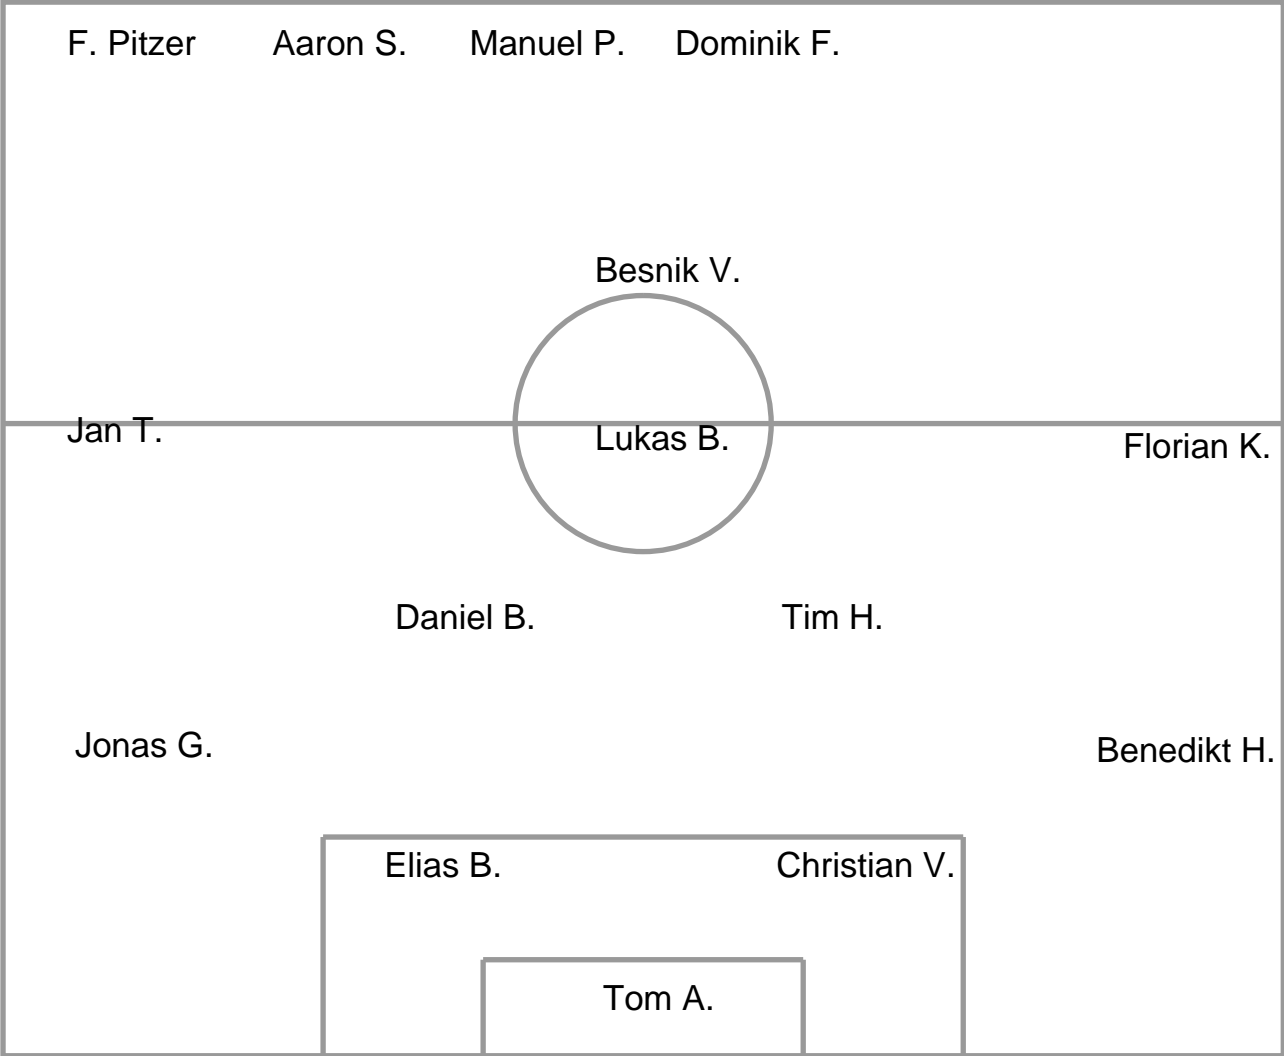 F. Pitzer Aaron S. Manuel P. Dominik F.
Besnik V.
Jan T. Lukas B. Florian K.
Daniel B. Tim H.
Jonas G. Benedikt H.
Elias B. Christian V.
Tom A.